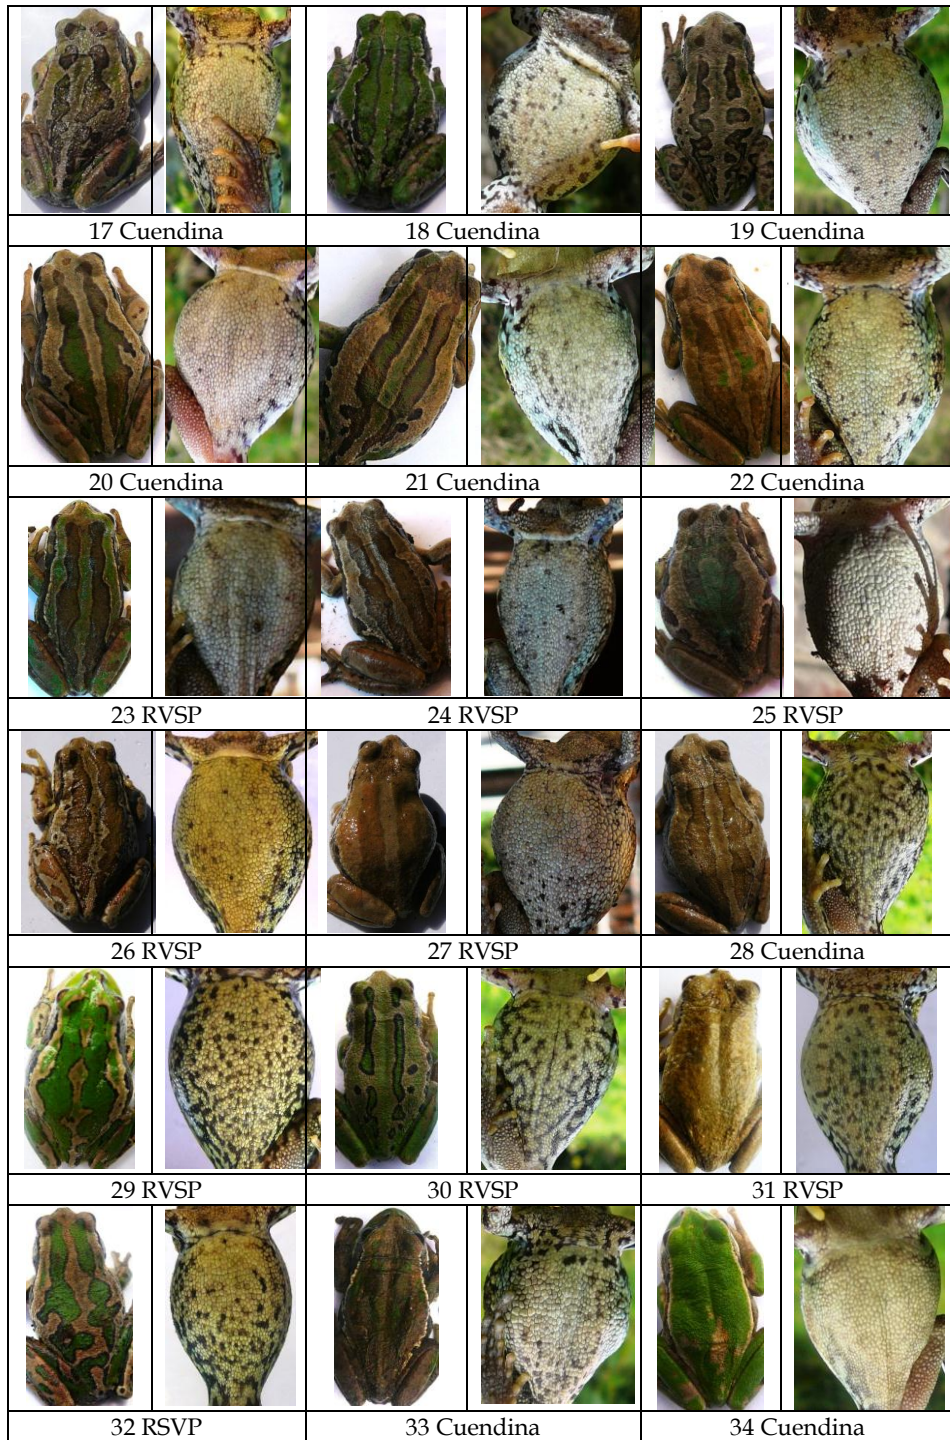 17 Cuendina 18 Cuendina 19 Cuendina
20 Cuendina 21 Cuendina 22 Cuendina
23 RVSP 24 RVSP 25 RVSP
26 RVSP 27 RVSP 28 Cuendina
29 RVSP 30 RVSP 31 RVSP
32 RSVP 33 Cuendina 34 Cuendina